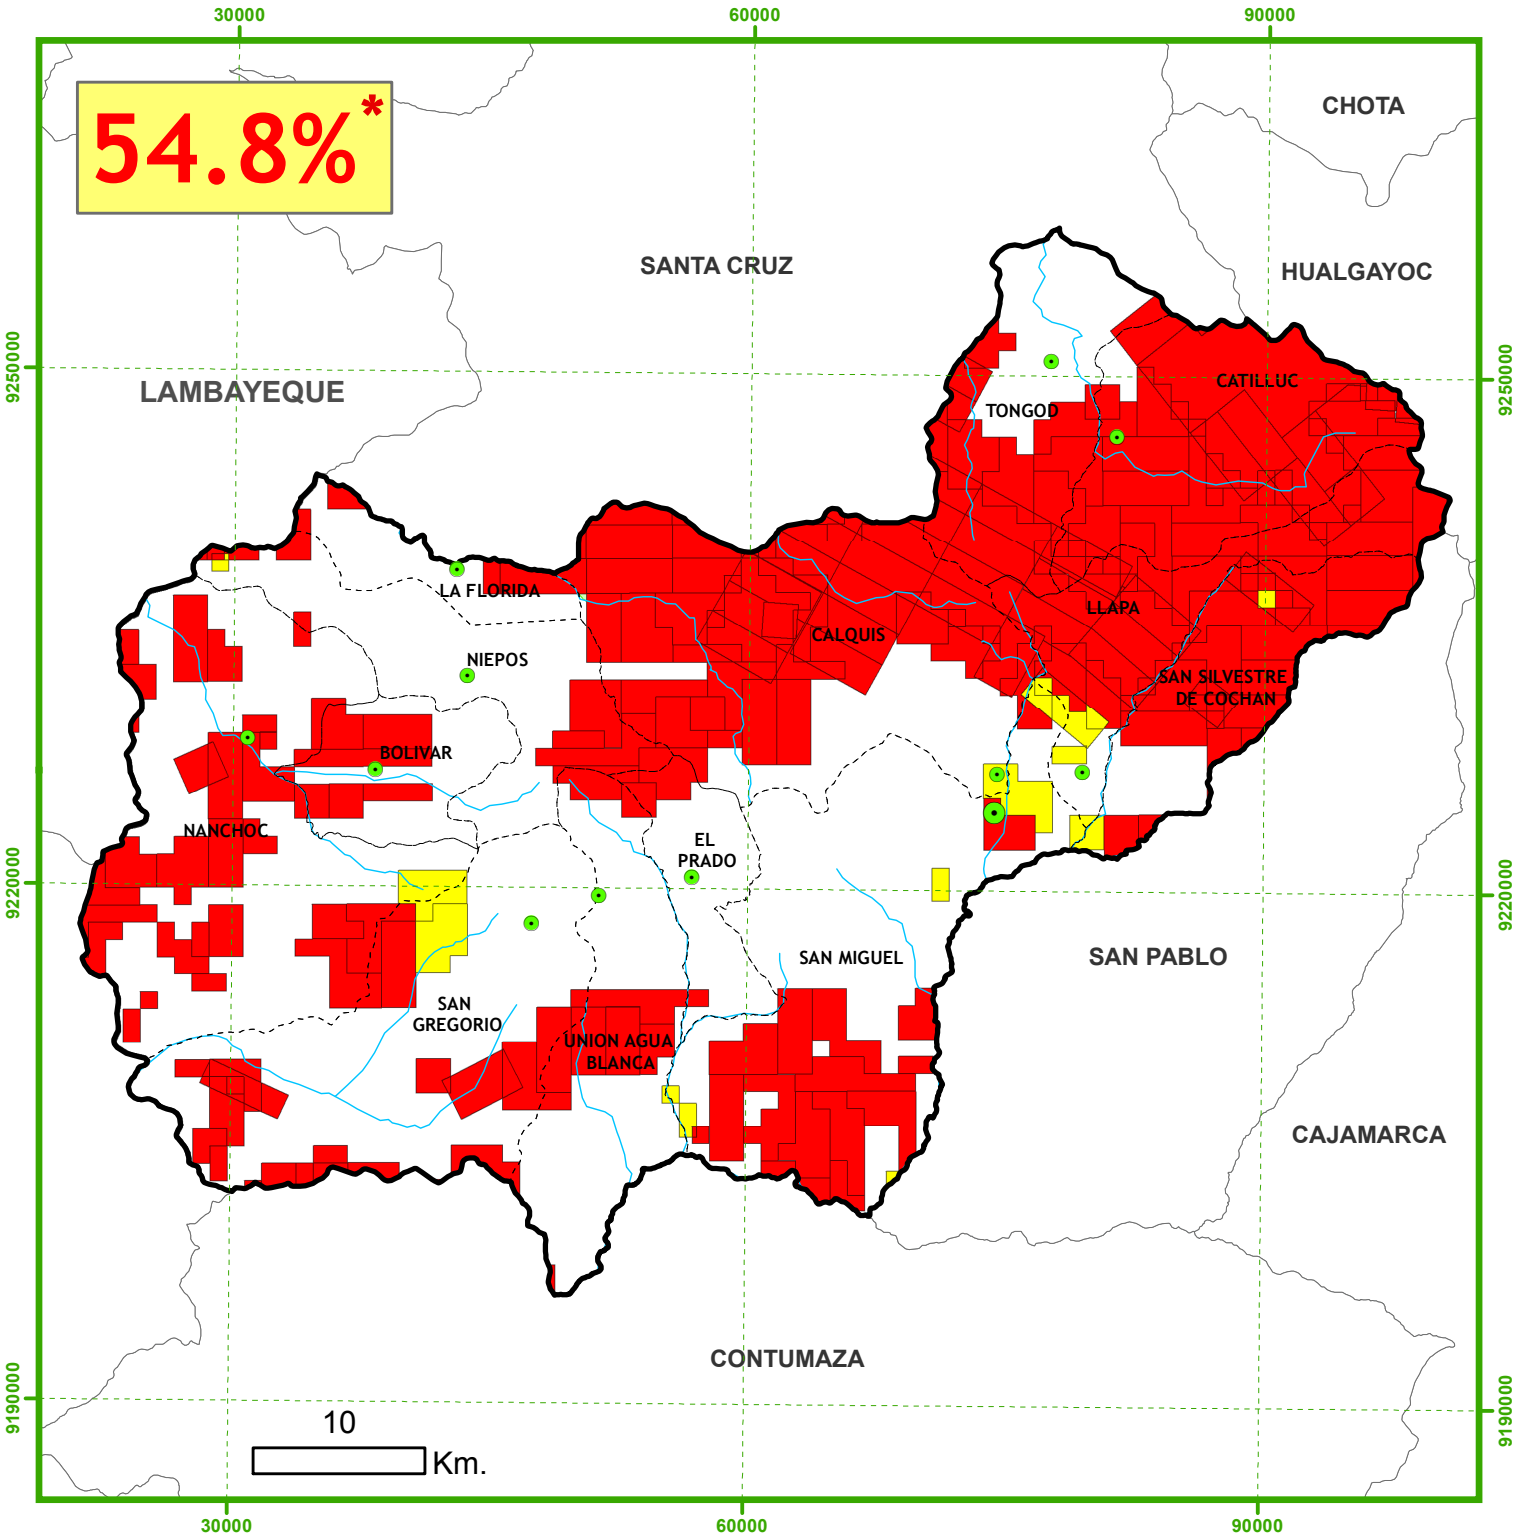 30000
60000
90000
54.8%*
CHOTA
SANTA CRUZ
HUALGAYOC
9250000
9250000
LAMBAYEQUE
CATILLUC
TONGOD
LA FLORIDA
LLAPA
CALQUIS
NIEPOS
SAN SILVESTRE
DE COCHAN
BOLIVAR
NANCHOC
EL
PRADO
9220000
9220000
SAN MIGUEL
SAN PABLO
SAN
GREGORIO
UNION AGUA
BLANCA
CAJAMARCA
CONTUMAZA
9190000
9190000
10
Km.
30000
60000
90000